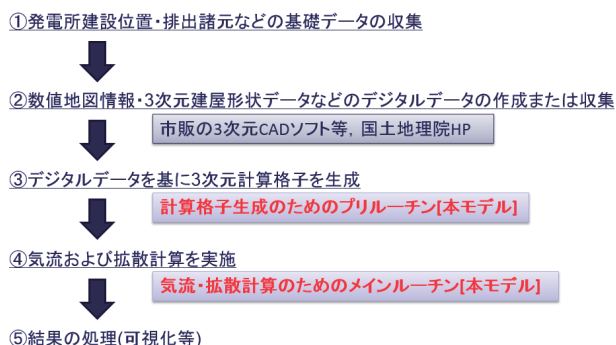 ①発電所建設位置・排出諸元などの基礎データの収集
②数値地図情報・3次元建屋形状データなどのデジタルデータの作成または収集
市販の3次元CADソフト等，国土地理院HP
③デジタルデータを基に3次元計算格子を生成
計算格子生成のためのプリルーチン[本モデル]
④気流および拡散計算を実施
気流・拡散計算のためのメインルーチン[本モデル]
⑤結果の処理(可視化等)